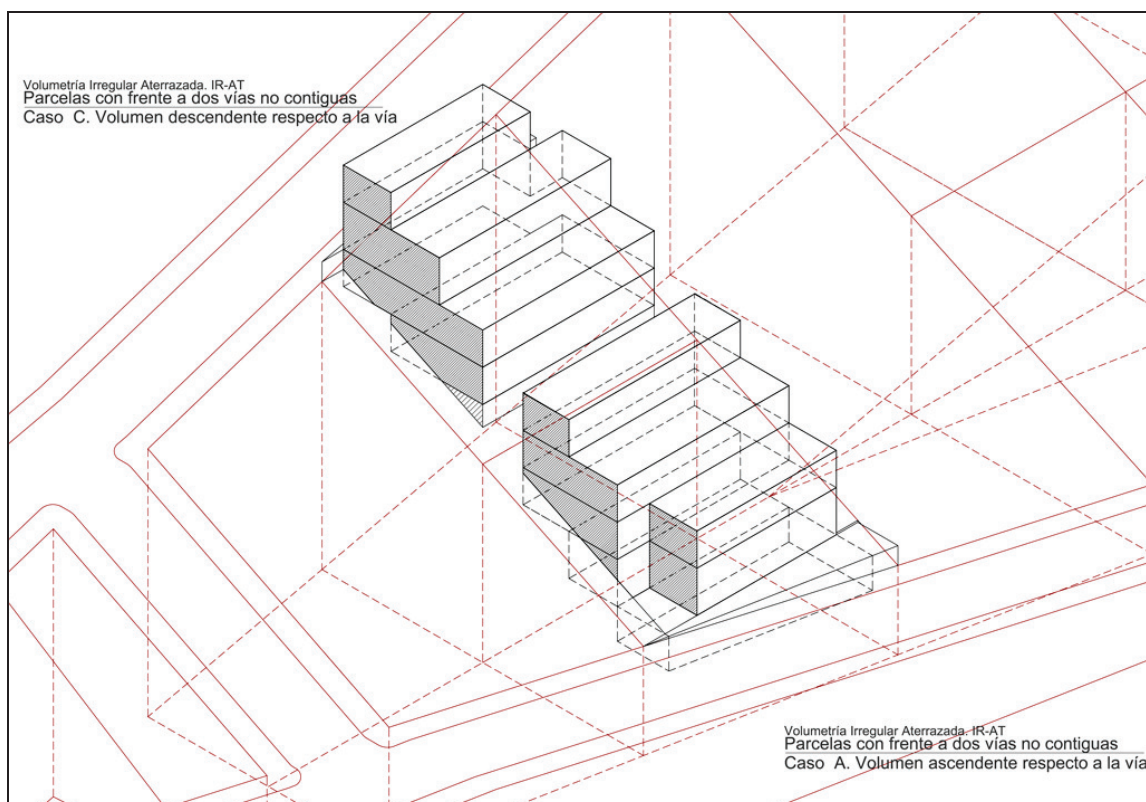 Volumetría Irregular Aterrazada. IR-AT
Parcelas con frente a dos vías no contiguas
Caso C. Volumen descendente respecto a la vía
Volumetría Irregular Aterrazada. IR-AT
Parcelas con frente a dos vías no contiguas
Caso A. Volumen ascendente respecto a la vía